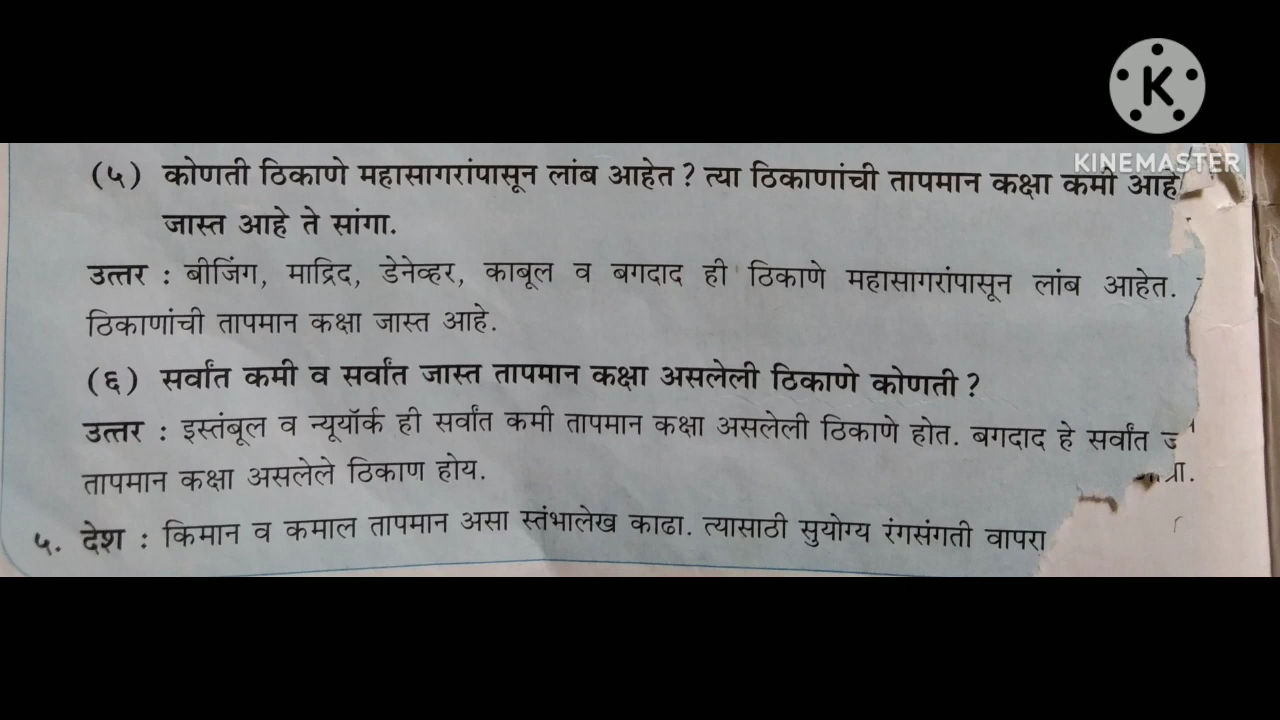 K
KINEMASTER
(५) कोणती ठिकाणे महासागरांपासून लांब आहेत ? त्या ठिकाणांची तापमान कक्षा कमी आहे
जास्त आहे ते सांगा.
उत्तर : बीजिंग, माद्रिद, डेनेव्हर, काबूल व बगदाद ही ठिकाणे महासागरांपासून लांब आहेत.
ठिकाणांची तापमान कक्षा जास्त आहे.
(६) सर्वांत कमी व सर्वांत जास्त तापमान कक्षा असलेली ठिकाणे कोणती ?
उत्तर : इस्तंबूल व न्यूयॉर्क ही सर्वांत कमी तापमान कक्षा असलेली ठिकाणे होत. बगदाद हे सर्वांत
तापमान कक्षा असलेले ठिकाण होय.
५. देश : किमान व कमाल तापमान असा स्तंभालेख काढा. त्यासाठी सुयोग्य रंगसंगती वापरा